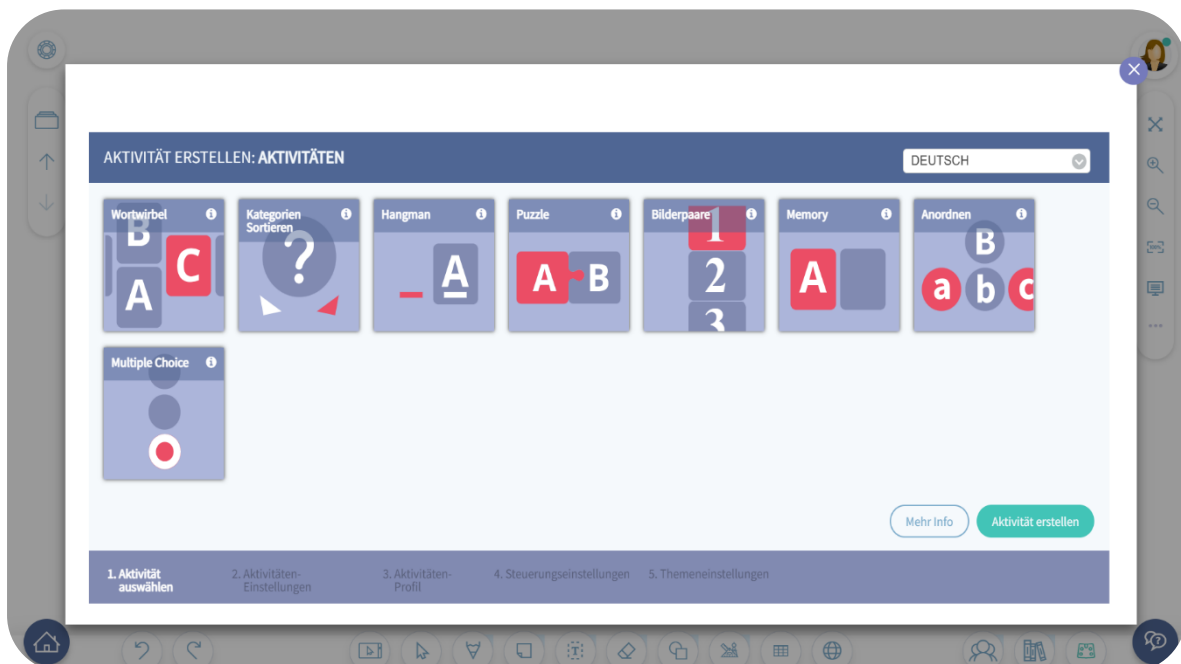 AKTIVITÄT ERSTELLEN: AKTIVITÄTEN
DEUTSCH
Wortwirbel
B
A
C
Kategorien
Sortieren
?
Hangman
A
Puzzle
A B
Bilderpaare
1
2
3
Memory
A
Anordnen
B
a b c
Multiple Choice
Mehr Info
Aktivität erstellen
1. Aktivität
auswählen
2. Aktivitäten-
Einstellungen
3. Aktivitäten-
Profil
4. Steuerungseinstellungen
5. Themeneinstellungen